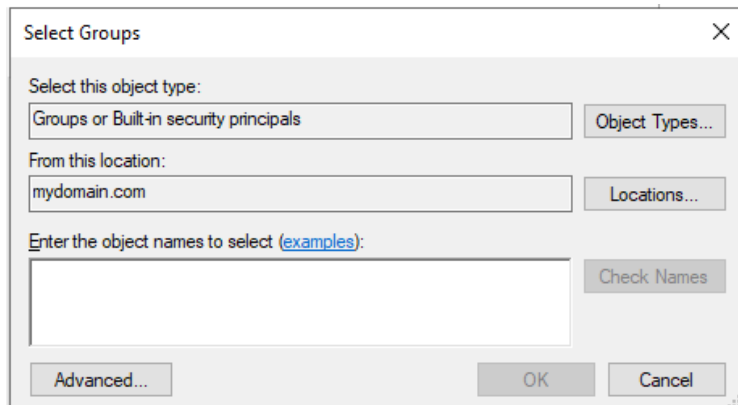 Select Groups
Select this object type:
Groups or Built-in security principals
Object Types...
From this location:
mydomain.com
Locations...
Enter the object names to select (examples):
Check Names
Advanced...
OK
Cancel